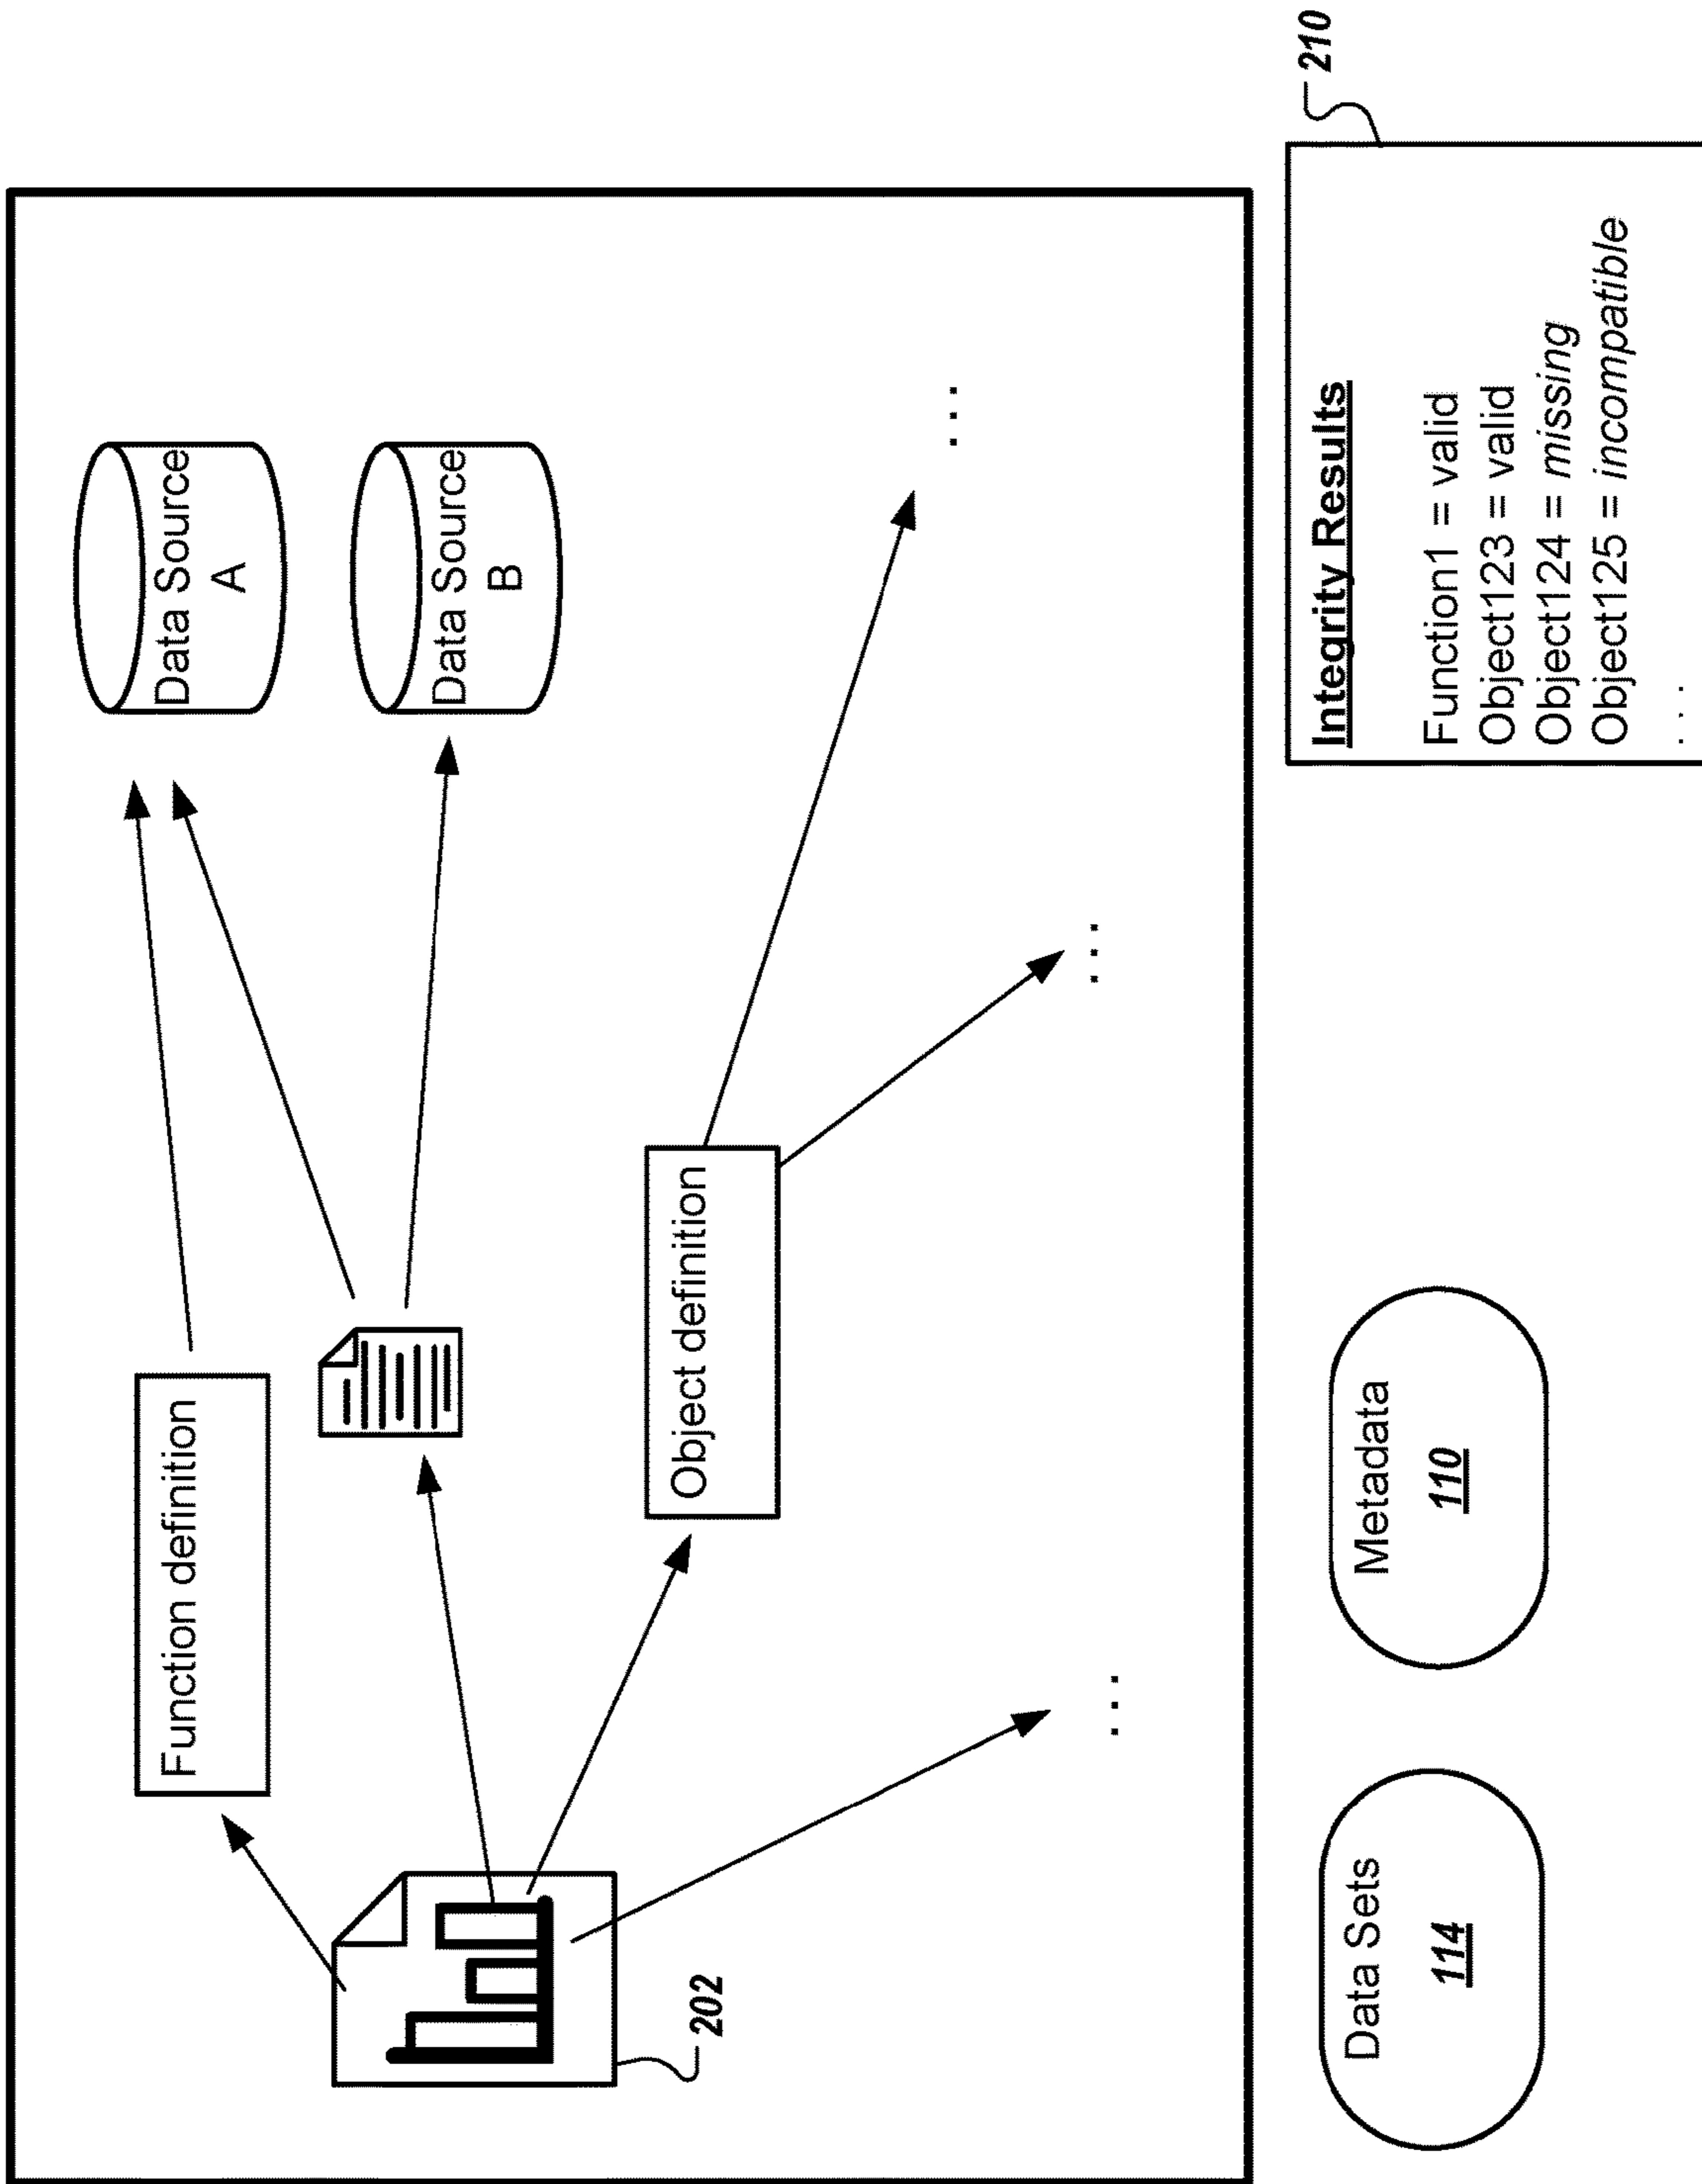 Function definition
Data Source
A
Data Source
B
Object definition
. . .
. . .
. . .
202
Data Sets
114
Metadata
110
210
Integrity Results
Function1 = valid
Object123 = valid
Object124 = missing
Object125 = incompatible
. . .